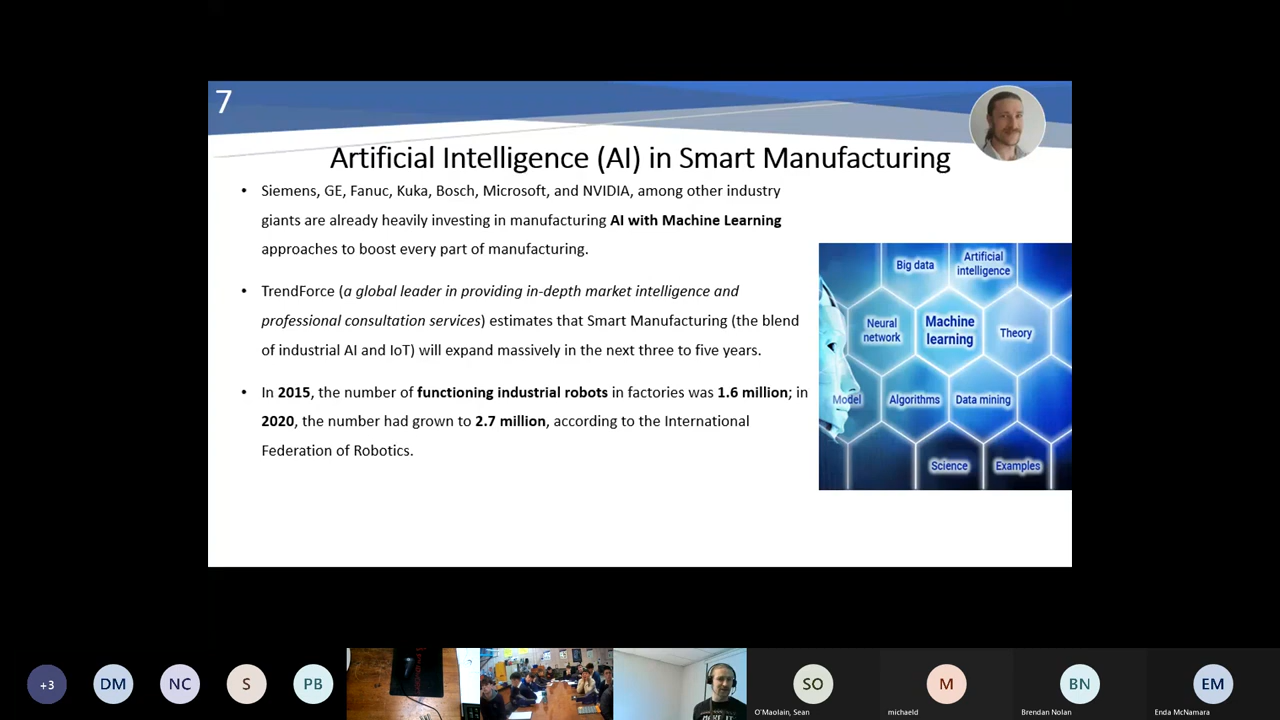 7
Artificial Intelligence (AI) in Smart Manufacturing
• Siemens, GE, Fanuc, Kuka, Bosch, Microsoft, and NVIDIA, among other industry
giants are already heavily investing in manufacturing AI with Machine Learning
approaches to boost every part of manufacturing.
• TrendForce (a global leader in providing in-depth market intelligence and
professional consultation services) estimates that Smart Manufacturing (the blend
of industrial AI and IoT) will expand massively in the next three to five years.
• In 2015, the number of functioning industrial robots in factories was 1.6 million; in
2020, the number had grown to 2.7 million, according to the International
Federation of Robotics.
Big data
Artificial
intelligence
Neural
network
Machine
learning
Theory
Model
Algorithms
Data mining
Science
Examples
+3
DM
NC
S
PB
SO
M
BN
EM
O'Maolain, Sean
michaeld
Brendan Nolan
Enda McNamara